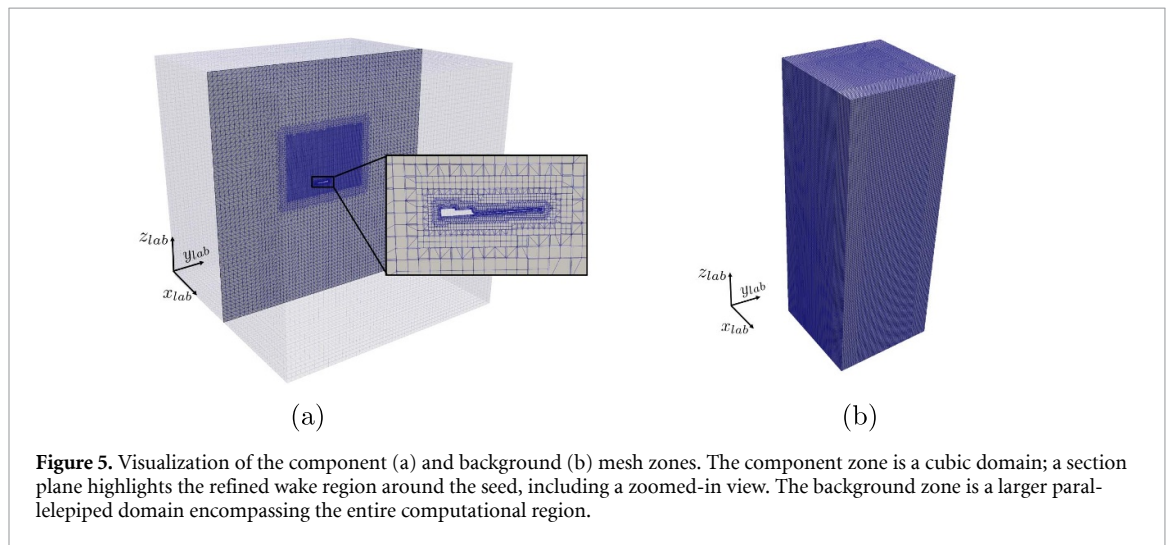 z_lab
y_lab
x_lab
(a)
z_lab
y_lab
x_lab
(b)
Figure 5. Visualization of the component (a) and background (b) mesh zones. The component zone is a cubic domain; a section
plane highlights the refined wake region around the seed, including a zoomed-in view. The background zone is a larger paral-
lelepiped domain encompassing the entire computational region.